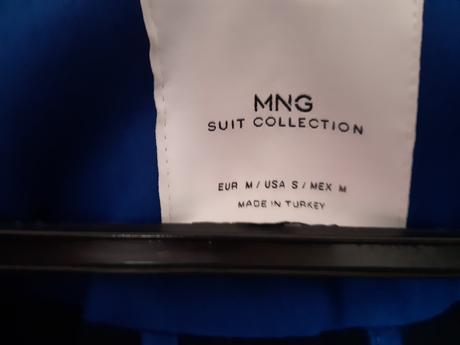 MNG
SUIT COLLECTION
EUR M / USA S / MEX M
MADE IN TURKEY